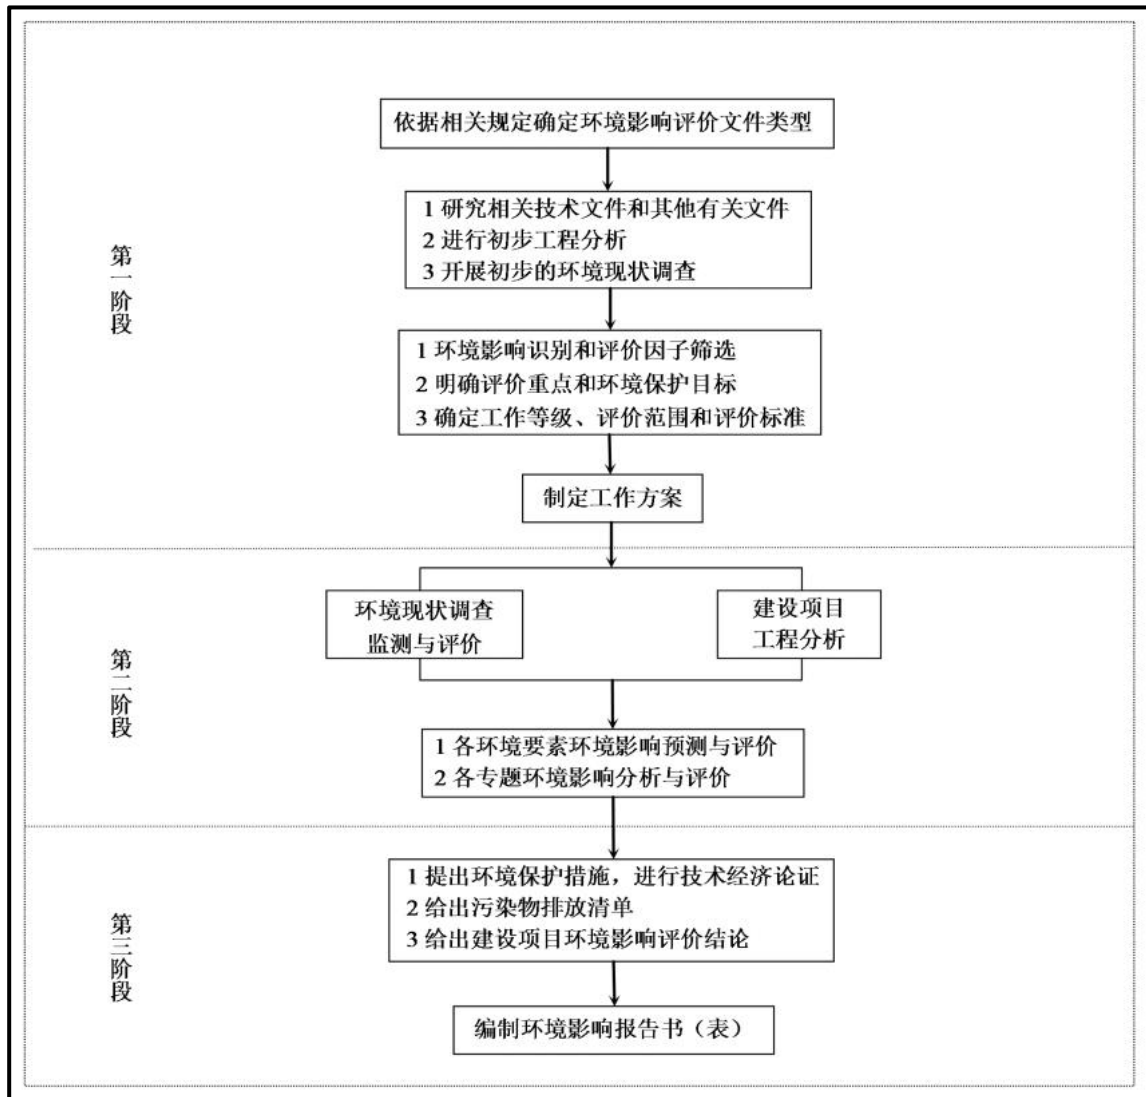 依据相关规定确定环境影响评价文件类型
1 研究相关技术文件和其他有关文件
2 进行初步工程分析
3 开展初步的环境现状调查
第一阶段
1 环境影响识别和评价因子筛选
2 明确评价重点和环境保护目标
3 确定工作等级、评价范围和评价标准
制定工作方案
环境现状调查
监测与评价
建设项目
工程分析
第二阶段
1 各环境要素环境影响预测与评价
2 各专题环境影响分析与评价
1 提出环境保护措施，进行技术经济论证
2 给出污染物排放清单
3 给出建设项目环境影响评价结论
第三阶段
编制环境影响报告书（表）